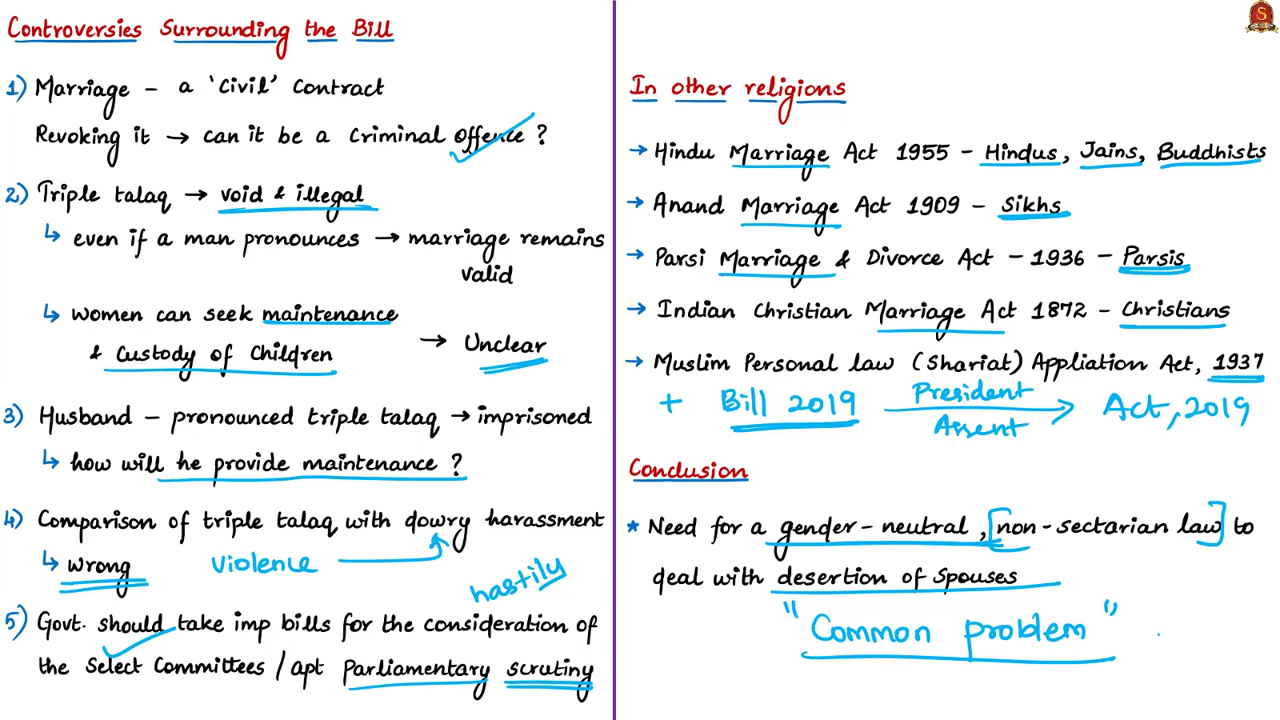 Controversies Surrounding the Bill
1) Marriage – a 'Civil' Contract
Revoking it → can it be a Criminal offence ?
2) Triple talaq → void & illegal
↳ even if a man pronounces → marriage remains
valid
↳ women can seek maintenance
& Custody of Children → Unclear
3) Husband – pronounced triple talaq → imprisoned
↳ how will he provide maintenance ?
4) Comparison of triple talaq with dowry harassment
↳ wrong violence
hastily
5) Govt. should take imp bills for the consideration of
the Select Committees / apt Parliamentary scrutiny
S
In other religions
→ Hindu Marriage Act 1955 – Hindus, Jains, Buddhists
→ Anand Marriage Act 1909 – Sikhs
→ Parsi Marriage & Divorce Act – 1936 – Parsis
→ Indian Christian Marriage Act 1872 – Christians
→ Muslim Personal law (Shariat) Appliation Act, 1937
+ Bill 2019 President Assent → Act, 2019
Conclusion
* Need for a gender-neutral, [non-sectarian law] to
deal with desertion of Spouses
"Common problem"